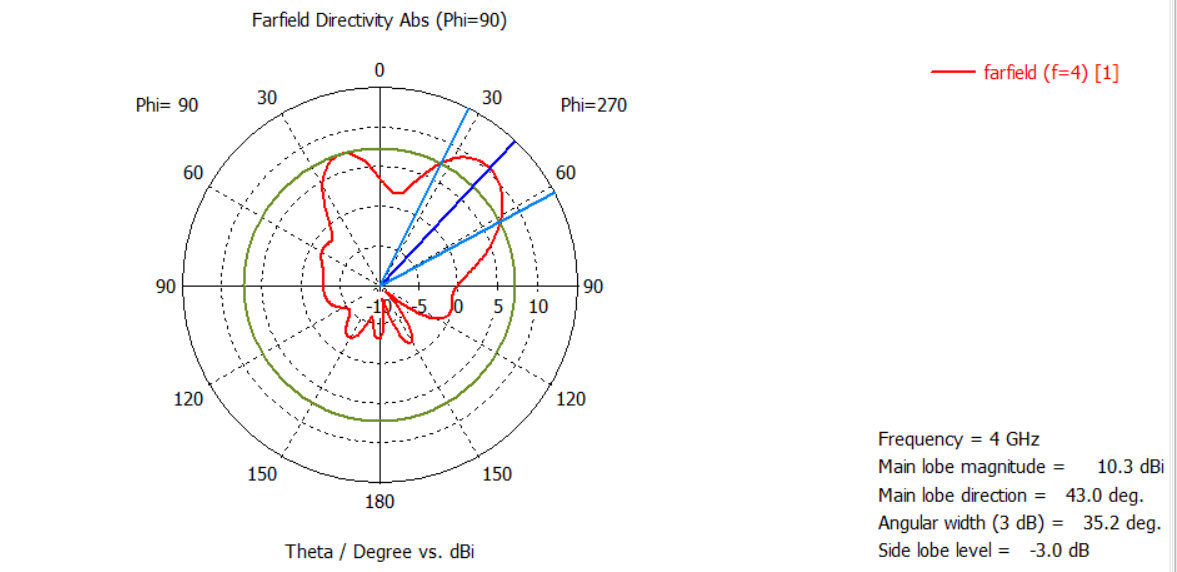 Farfield Directivity Abs (Phi=90)
farfield (f=4) [1]
0
Phi= 90
30
30
Phi=270
60
60
90
90
-10
-5
0
5
10
120
120
150
150
180
Theta / Degree vs. dBi
Frequency = 4 GHz
Main lobe magnitude = 10.3 dBi
Main lobe direction = 43.0 deg.
Angular width (3 dB) = 35.2 deg.
Side lobe level = -3.0 dB